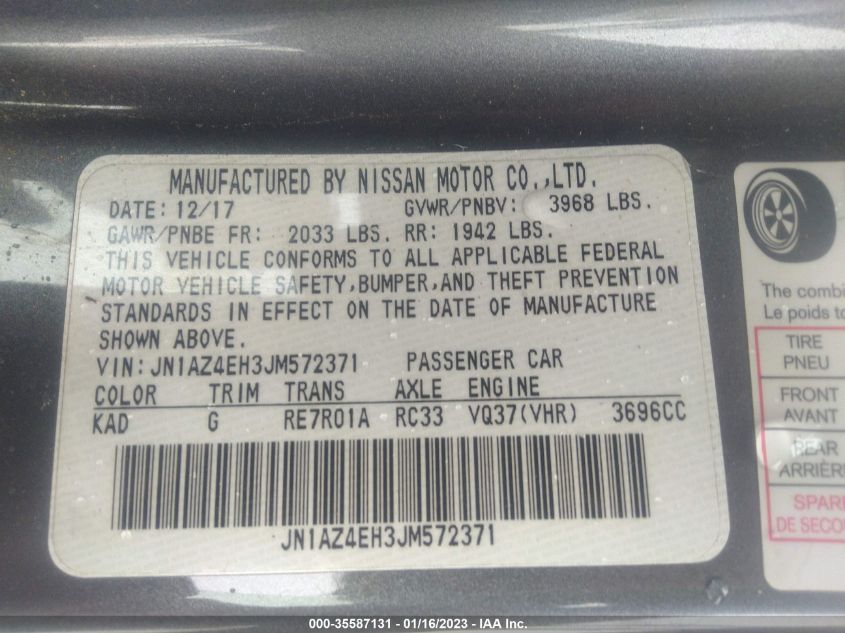 MANUFACTURED BY NISSAN MOTOR CO.,LTD.
DATE: 12/17 GVWR/PNBV: 3968 LBS.
GAWR/PNBE FR: 2033 LBS. RR: 1942 LBS.
THIS VEHICLE CONFORMS TO ALL APPLICABLE FEDERAL
MOTOR VEHICLE SAFETY,BUMPER,AND THEFT PREVENTION
STANDARDS IN EFFECT ON THE DATE OF MANUFACTURE
SHOWN ABOVE.
VIN: JN1AZ4EH3JM572371 PASSENGER CAR
COLOR TRIM TRANS AXLE ENGINE
KAD G RE7R01A RC33 VQ37(VHR) 3696CC
JN1AZ4EH3JM572371
The combi
Le poids to
TIRE
PNEU
FRONT
AVANT
REAR
ARRIÈRE
SPARE
DE SECOU
000-35587131 - 01/16/2023 - IAA Inc.